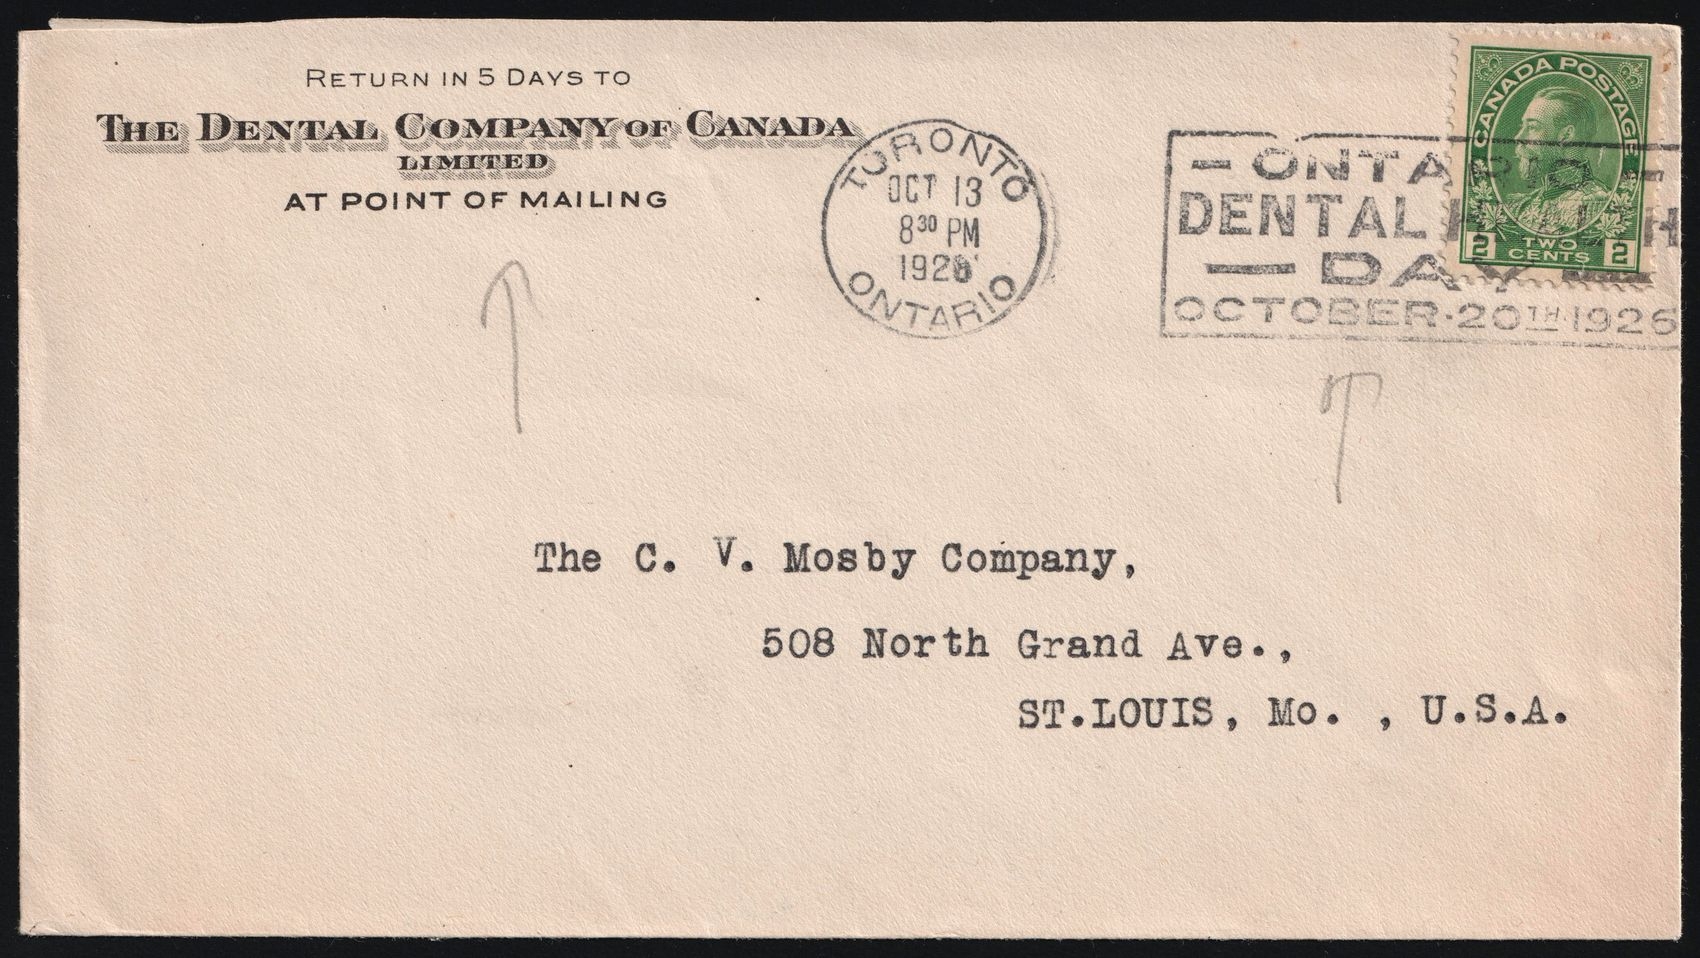 RETURN IN 5 DAYS TO
THE DENTAL COMPANY OF CANADA
LIMITED
AT POINT OF MAILING
TORONTO
OCT 13
8 30 PM
1926
ONTARIO
— ONTARIO —
DENTAL HEALTH
— DAY —
OCTOBER · 20TH · 1926
CANADA POSTAGE
2 TWO CENTS 2
The C. V. Mosby Company,
508 North Grand Ave.,
ST.LOUIS, Mo. , U.S.A.